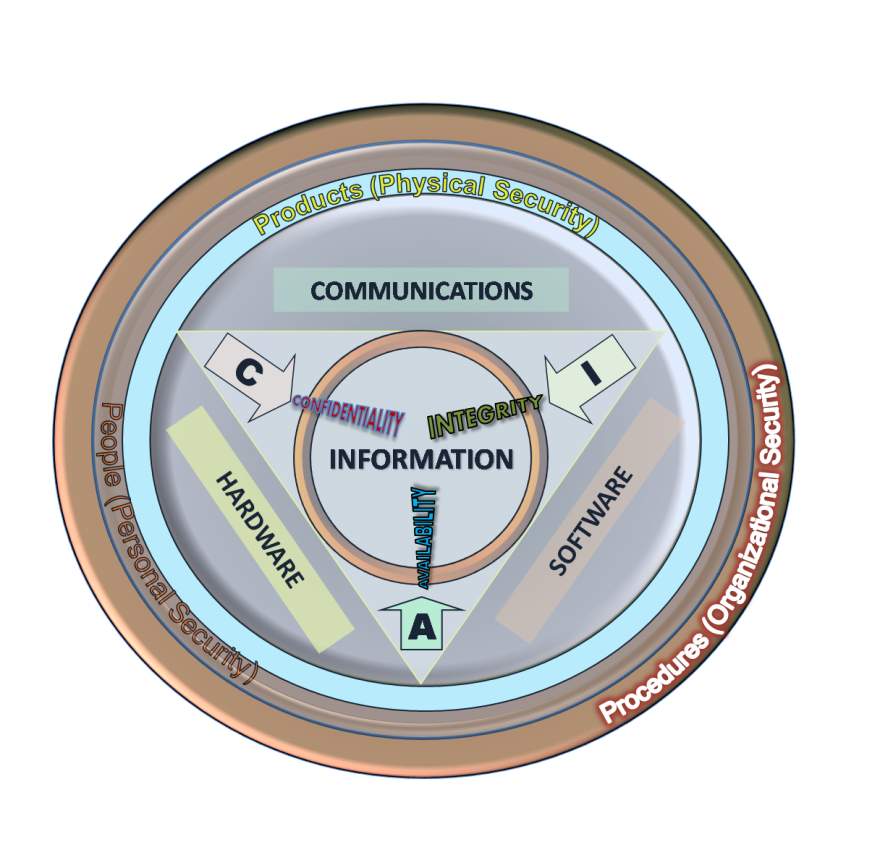 Products (Physical Security)
COMMUNICATIONS
C
I
CONFIDENTIALITY
INTEGRITY
INFORMATION
HARDWARE
SOFTWARE
AVAILABILITY
A
People (Personal Security)
Procedures (Organizational Security)